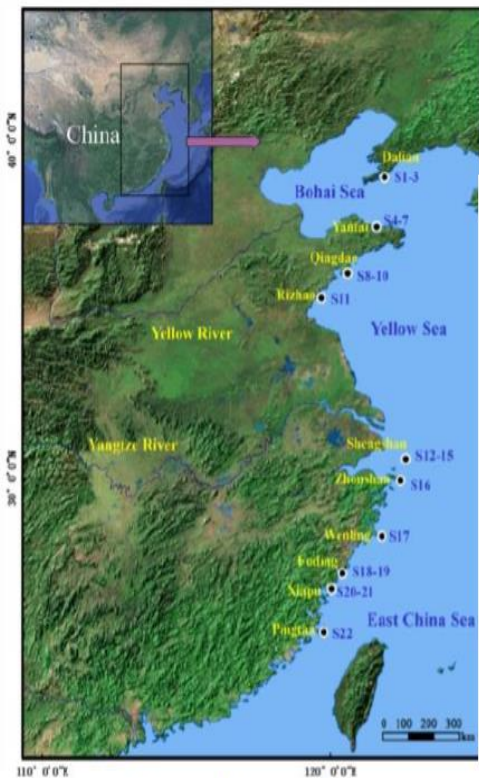 China
40°0'0"N
Dalian
S1-3
Bohai Sea
S4-7
Yantai
Qingdao
S8-10
Rizhao
S11
Yellow Sea
Yellow River
Yangtze River
Shengshan
S12-15
30°0'0"N
Zhoushan
S16
Wenling
S17
Fuding
S18-19
Xiapu
S20-21
East China Sea
Pingtan
S22
0 100 200 300
km
110°0'0"E
120°0'0"E